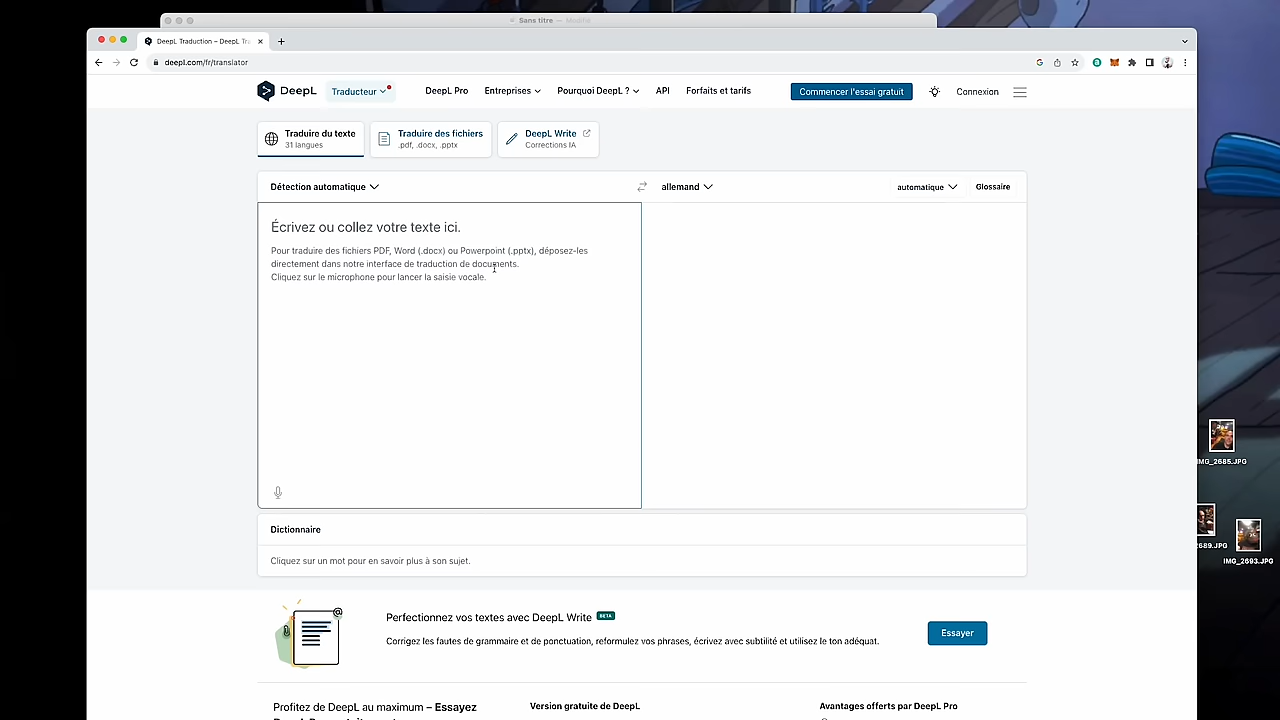 Sans titre — Modifié
DeepL Traduction – DeepL Tra
deepl.com/fr/translator
DeepL Traducteur DeepL Pro Entreprises Pourquoi DeepL ? API Forfaits et tarifs Commencer l'essai gratuit Connexion
Traduire du texte
31 langues
Traduire des fichiers
.pdf, .docx, .pptx
DeepL Write
Corrections IA
Détection automatique allemand automatique Glossaire
Écrivez ou collez votre texte ici.
Pour traduire des fichiers PDF, Word (.docx) ou Powerpoint (.pptx), déposez-les
directement dans notre interface de traduction de documents.
Cliquez sur le microphone pour lancer la saisie vocale.
IMG_2685.JPG
Dictionnaire
2689.JPG
Cliquez sur un mot pour en savoir plus à son sujet.
IMG_2693.JPG
Perfectionnez vos textes avec DeepL Write BETA
Corrigez les fautes de grammaire et de ponctuation, reformulez vos phrases, écrivez avec subtilité et utilisez le ton adéquat.
Essayer
Profitez de DeepL au maximum – Essayez
Version gratuite de DeepL
Avantages offerts par DeepL Pro